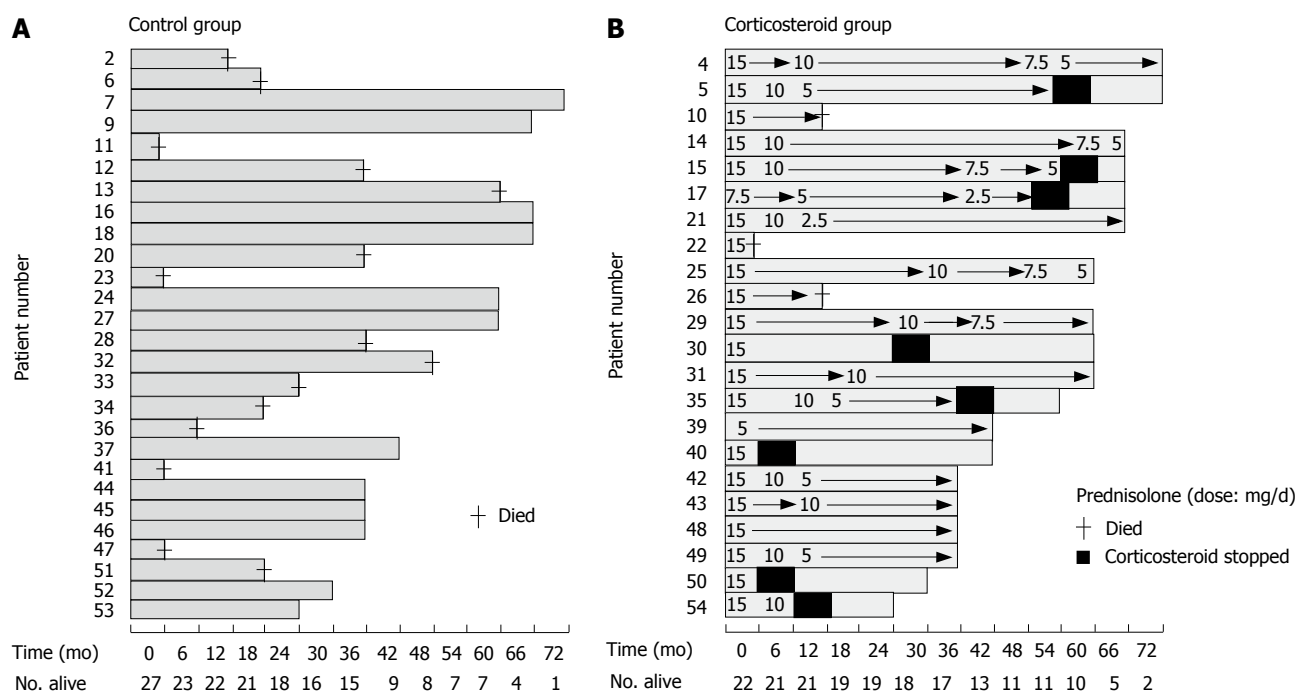 A
Control group
2
6
7
9
11
12
13
16
18
20
23
24
27
28
32
33
34
36
37
41
44
45
46
47
51
52
53
Patient number
Died
Time (mo) 0 6 12 18 24 30 36 42 48 54 60 66 72
No. alive 27 23 22 21 18 16 15 9 8 7 7 4 1
B
Corticosteroid group
4 15 10 7.5 5
5 15 10 5
10 15
14 15 10 7.5 5
15 15 10 7.5 5
17 7.5 5 2.5
21 15 10 2.5
22 15
25 15 10 7.5 5
26 15
29 15 10 7.5
30 15
31 15 10
35 15 10 5
39 5
40 15
42 15 10 5
43 15 10
48 15
49 15 10 5
50 15
54 15 10
Patient number
Prednisolone (dose: mg/d)
Died
Corticosteroid stopped
Time (mo) 0 6 12 18 24 30 36 42 48 54 60 66 72
No. alive 22 21 21 19 19 18 17 13 11 11 10 5 2